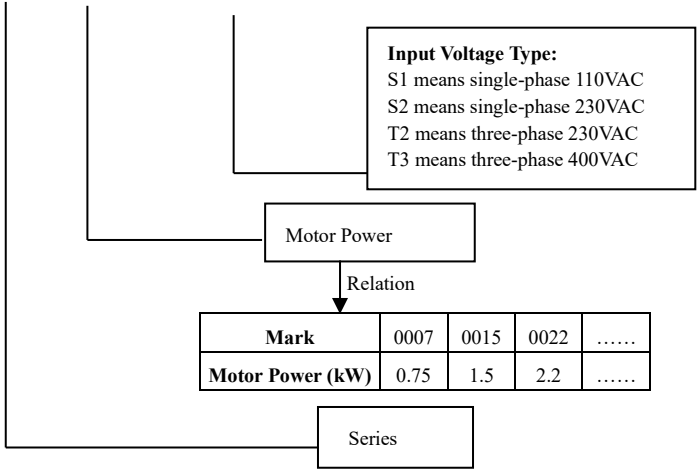 Input Voltage Type:
S1 means single-phase 110VAC
S2 means single-phase 230VAC
T2 means three-phase 230VAC
T3 means three-phase 400VAC
Motor Power
Relation
Mark 0007 0015 0022 ……
Motor Power (kW) 0.75 1.5 2.2 ……
Series